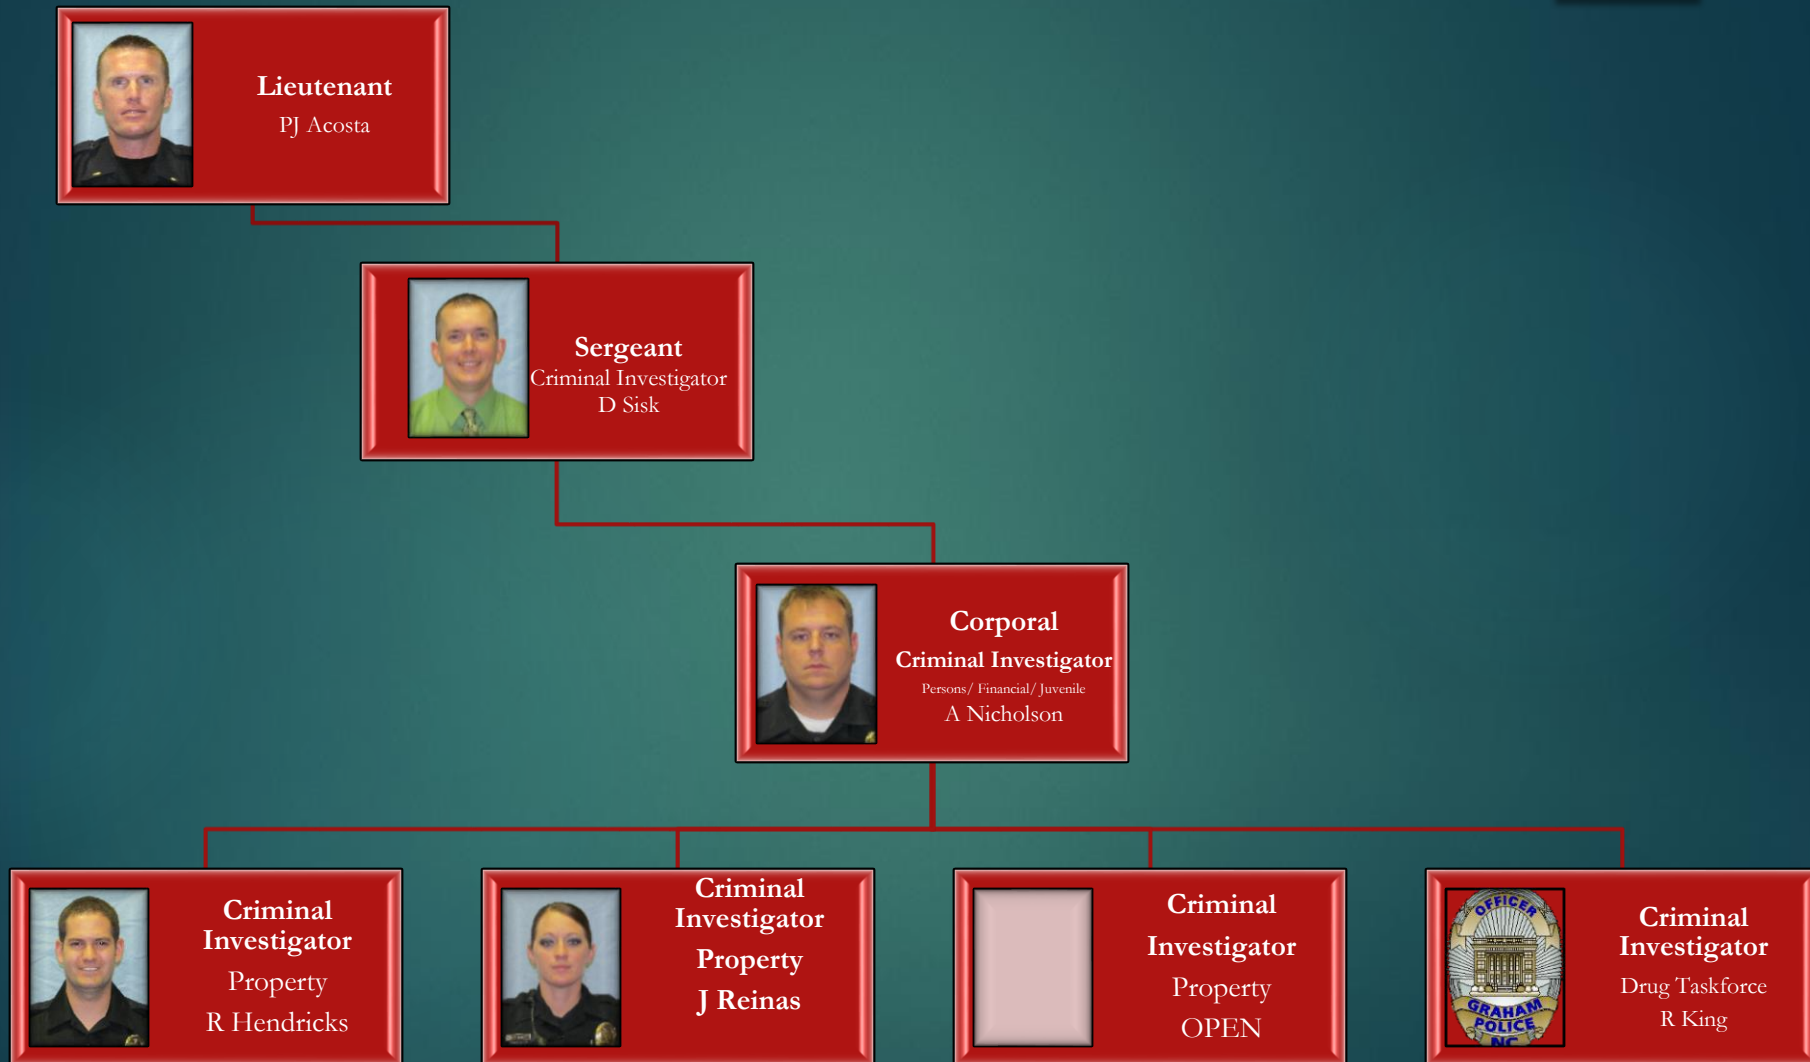 Lieutenant
PJ Acosta
Sergeant
Criminal Investigator
D Sisk
Corporal
Criminal Investigator
Persons/ Financial/ Juvenile
A Nicholson
Criminal
Investigator
Property
R Hendricks
Criminal
Investigator
Property
J Reinas
Criminal
Investigator
Property
OPEN
OFFICER
GRAHAM
POLICE
NC
Criminal
Investigator
Drug Taskforce
R King